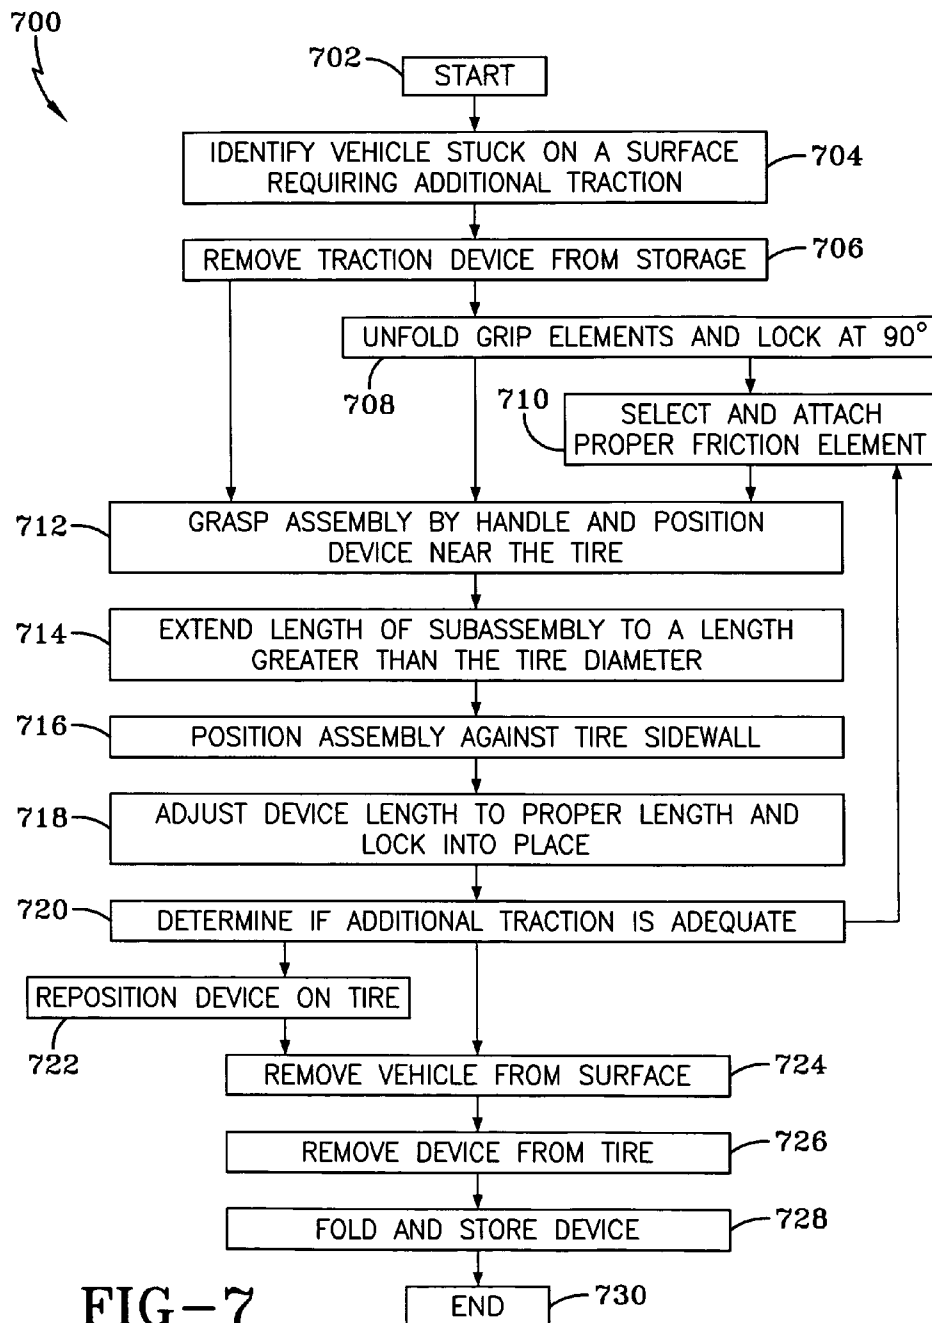 700
702
START
IDENTIFY VEHICLE STUCK ON A SURFACE
REQUIRING ADDITIONAL TRACTION
704
REMOVE TRACTION DEVICE FROM STORAGE
706
UNFOLD GRIP ELEMENTS AND LOCK AT 90°
708
710
SELECT AND ATTACH
PROPER FRICTION ELEMENT
712
GRASP ASSEMBLY BY HANDLE AND POSITION
DEVICE NEAR THE TIRE
714
EXTEND LENGTH OF SUBASSEMBLY TO A LENGTH
GREATER THAN THE TIRE DIAMETER
716
POSITION ASSEMBLY AGAINST TIRE SIDEWALL
718
ADJUST DEVICE LENGTH TO PROPER LENGTH AND
LOCK INTO PLACE
720
DETERMINE IF ADDITIONAL TRACTION IS ADEQUATE
REPOSITION DEVICE ON TIRE
722
REMOVE VEHICLE FROM SURFACE
724
REMOVE DEVICE FROM TIRE
726
FOLD AND STORE DEVICE
728
END
730
FIG-7